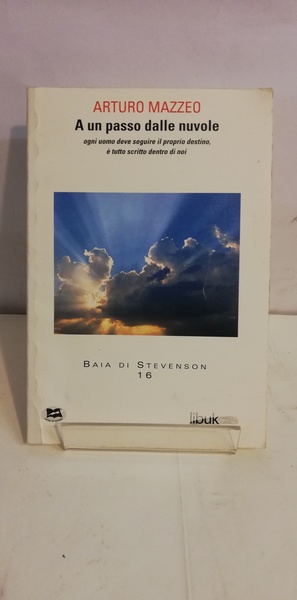 ARTURO MAZZEO
A un passo dalle nuvole
ogni uomo deve seguire il proprio destino,
è tutto scritto dentro di noi
BAIA DI STEVENSON
16
libuk